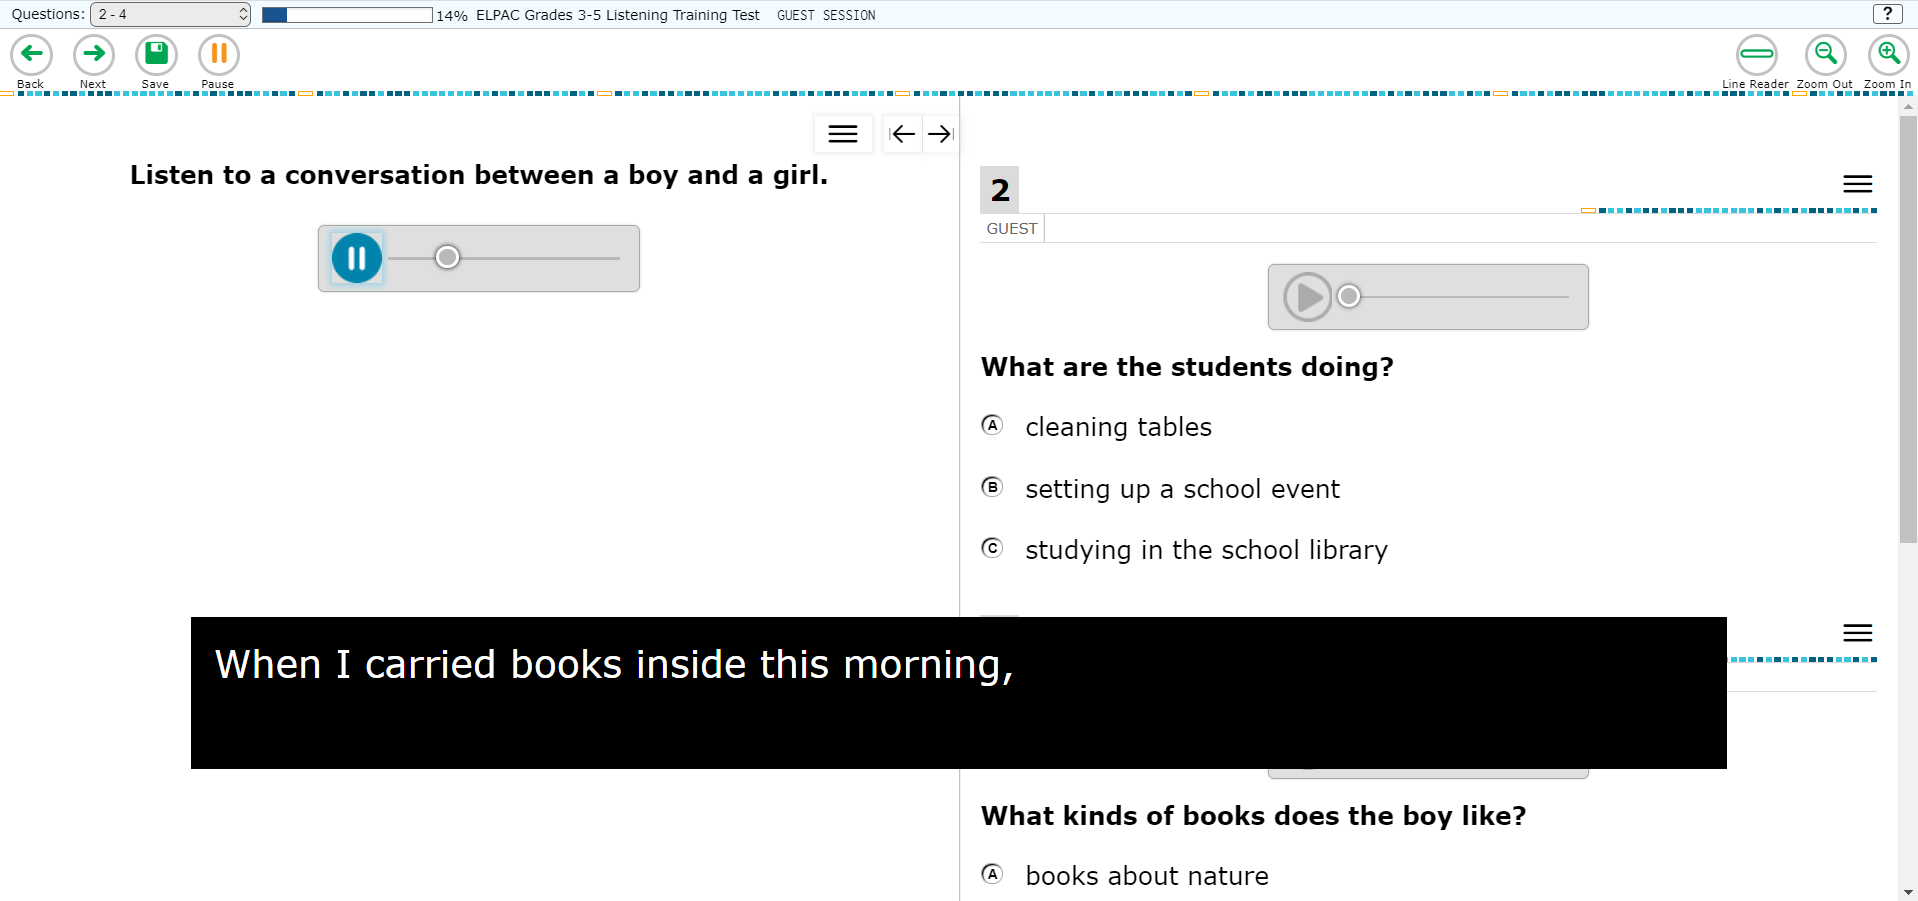 Questions: 2 - 4 14% ELPAC Grades 3-5 Listening Training Test GUEST SESSION ?
Back Next Save Pause Line Reader Zoom Out Zoom In
Listen to a conversation between a boy and a girl.
2
GUEST
What are the students doing?
A cleaning tables
B setting up a school event
C studying in the school library
When I carried books inside this morning,
What kinds of books does the boy like?
A books about nature